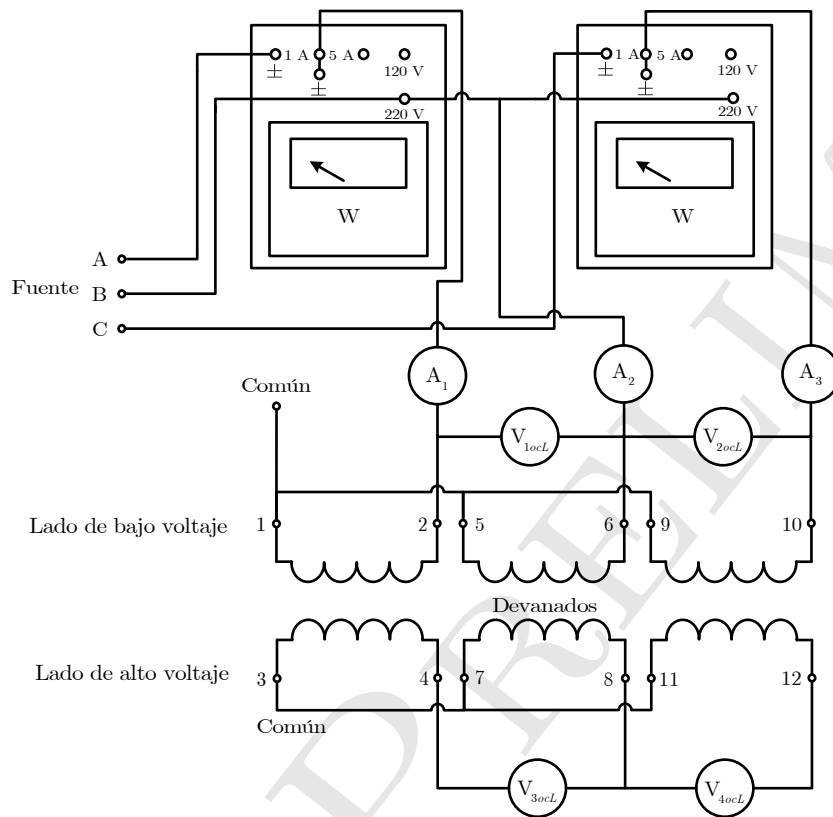 ± 1 A 5 A 120 V
± 220 V
W
± 1 A 5 A 120 V
± 220 V
W
A
Fuente B
C
A1
A2
A3
Común
V1ocL
V2ocL
Lado de bajo voltaje 1 2 5 6 9 10
Devanados
Lado de alto voltaje 3 4 7 8 11 12
Común
V3ocL
V4ocL